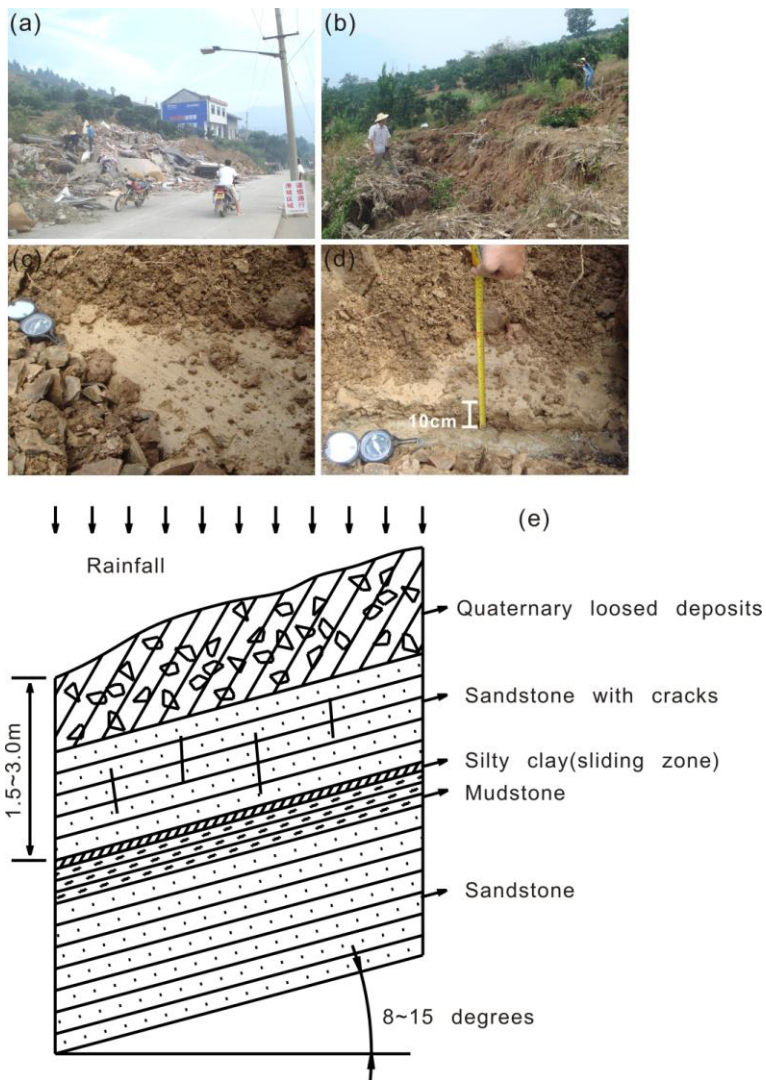 (a)
(b)
(c)
(d)
10cm
(e)
Rainfall
Quaternary loosed deposits
Sandstone with cracks
Silty clay(sliding zone)
Mudstone
1.5~3.0m
Sandstone
8~15 degrees